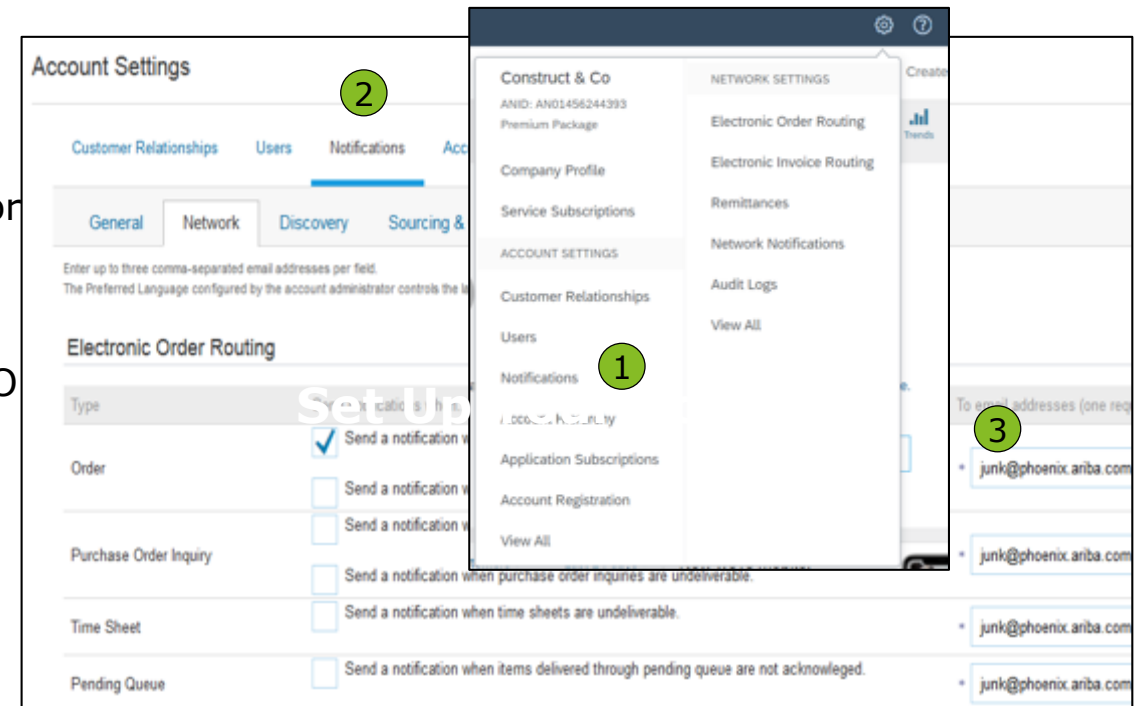 Account Settings
2
Customer Relationships Users Notifications Acc
or
General Network Discovery Sourcing &
Enter up to three comma-separated email addresses per field.
The Preferred Language configured by the account administrator controls the la
Electronic Order Routing
O
Type
To email addresses (one req
Set Up
Order
Send a notification w
Send a notification w
junk@phoenix.ariba.com
3
Purchase Order Inquiry
Send a notification w
Send a notification when purchase order inquiries are undeliverable.
junk@phoenix.ariba.com
Time Sheet
Send a notification when time sheets are undeliverable.
junk@phoenix.ariba.com
Pending Queue
Send a notification when items delivered through pending queue are not acknowleged.
junk@phoenix.ariba.com
Create
Trends
Construct & Co
ANID: AN01456244393
Premium Package
Company Profile
Service Subscriptions
ACCOUNT SETTINGS
Customer Relationships
Users
Notifications
1
Application Subscriptions
Account Registration
View All
NETWORK SETTINGS
Electronic Order Routing
Electronic Invoice Routing
Remittances
Network Notifications
Audit Logs
View All